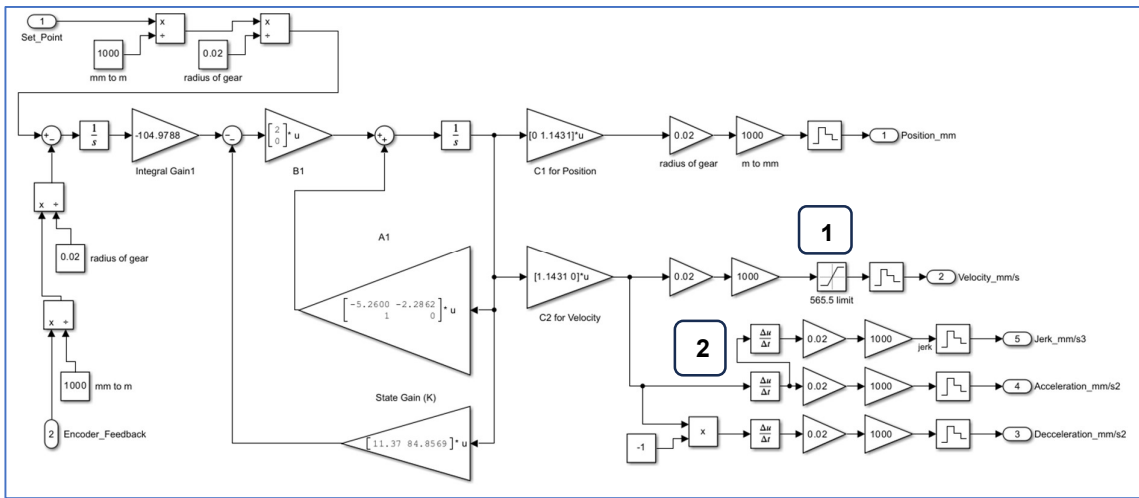 1
Set_Point
x
÷
x
÷
1000
mm to m
0.02
radius of gear
+
−
1
s
-104.9788
Integral Gain1
−
−
[2
0]* u
B1
+
+
1
s
[0 1.1431]*u
C1 for Position
0.02
radius of gear
1000
m to mm
1
Position_mm
x ÷
0.02
radius of gear
x ÷
1000
mm to m
2
Encoder_Feedback
A1
[-5.2600 -2.2862
1 0]* u
State Gain (K)
[11.37 84.8569]* u
[1.1431 0]*u
C2 for Velocity
0.02
1000
1
565.5 limit
2
Velocity_mm/s
2
Δu
Δt
0.02
1000
jerk
5
Jerk_mm/s3
Δu
Δt
0.02
1000
4
Acceleration_mm/s2
-1
x
Δu
Δt
0.02
1000
3
Decceleration_mm/s2